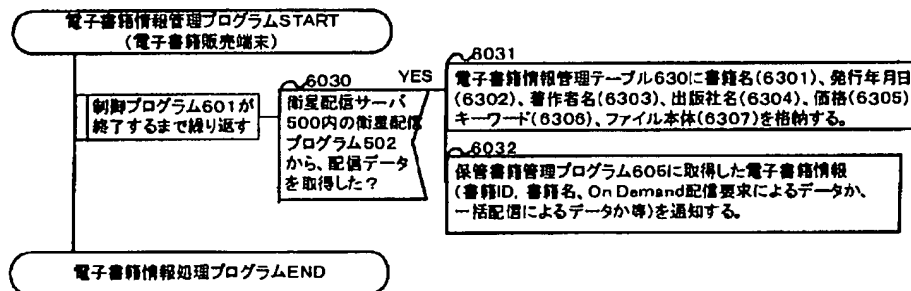 電子書籍情報管理プログラムSTART
(電子書籍販売端末)
制御プログラム601が
終了するまで繰り返す
6030
YES
衛星配信サーバ
500内の衛星配信
プログラム502
から、配信データ
を取得した?
6031
電子書籍情報管理テーブル630に書籍名(6301)、発行年月日
(6302)、著作者名(6303)、出版社名(6304)、価格(6305)
キーワード(6306)、ファイル本体(6307)を格納する。
6032
保管書籍管理プログラム605に取得した電子書籍情報
(書籍ID, 書籍名、On Demand配信要求によるデータか、
一括配信によるデータか等)を通知する。
電子書籍情報処理プログラムEND